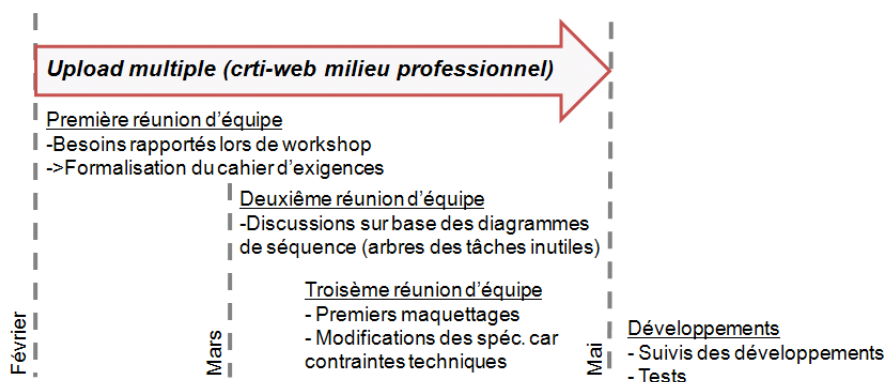 Upload multiple (crti-web milieu professionnel)
Première réunion d'équipe
-Besoins rapportés lors de workshop
->Formalisation du cahier d'exigences
Deuxième réunion d'équipe
-Discussions sur base des diagrammes
de séquence (arbres des tâches inutiles)
Troisème réunion d'équipe
- Premiers maquettages
- Modifications des spéc. car
contraintes techniques
Développements
- Suivis des développements
- Tests
Février
Mars
Mai